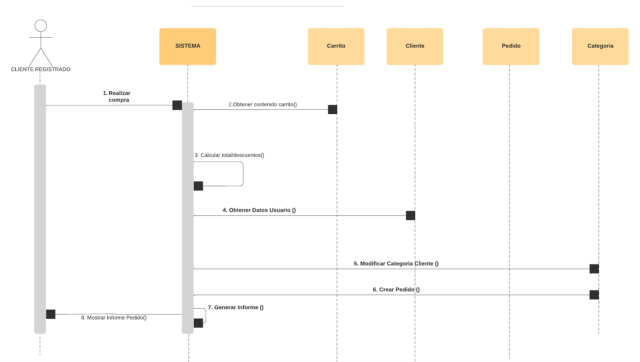 SISTEMA
Carrito
Cliente
Pedido
Categoria
CLIENTE REGISTRADO
1. Realizar
compra
2.Obtener contenido carrito()
3. Calcular total/descuentos()
4. Obtener Datos Usuario ()
5. Modificar Categoria Cliente ()
6. Crear Pedido ()
7. Generar Informe ()
8. Mostrar Informe Pedido()